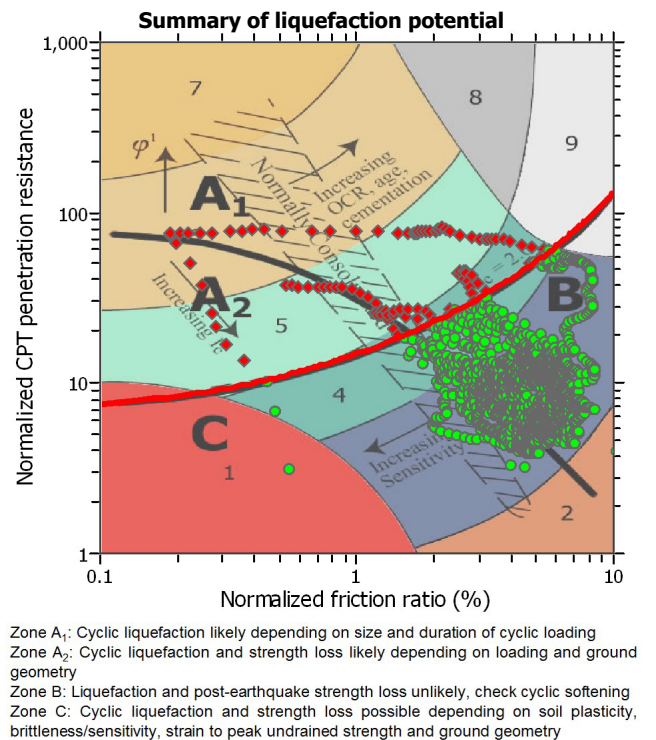 Summary of liquefaction potential
1,000
7
8
9
φ¹
Increasing
OCR, age,
cementation
A1
100
Normally Consol
= 2.
A2
B
Increasing fc
5
10
4
C
Increasing
Sensitivity
1
2
1
0.1
1
10
Normalized CPT penetration resistance
Normalized friction ratio (%)
Zone A1: Cyclic liquefaction likely depending on size and duration of cyclic loading
Zone A2: Cyclic liquefaction and strength loss likely depending on loading and ground
geometry
Zone B: Liquefaction and post-earthquake strength loss unlikely, check cyclic softening
Zone C: Cyclic liquefaction and strength loss possible depending on soil plasticity,
brittleness/sensitivity, strain to peak undrained strength and ground geometry